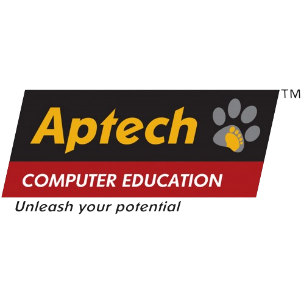 Aptech
TM
COMPUTER EDUCATION
Unleash your potential